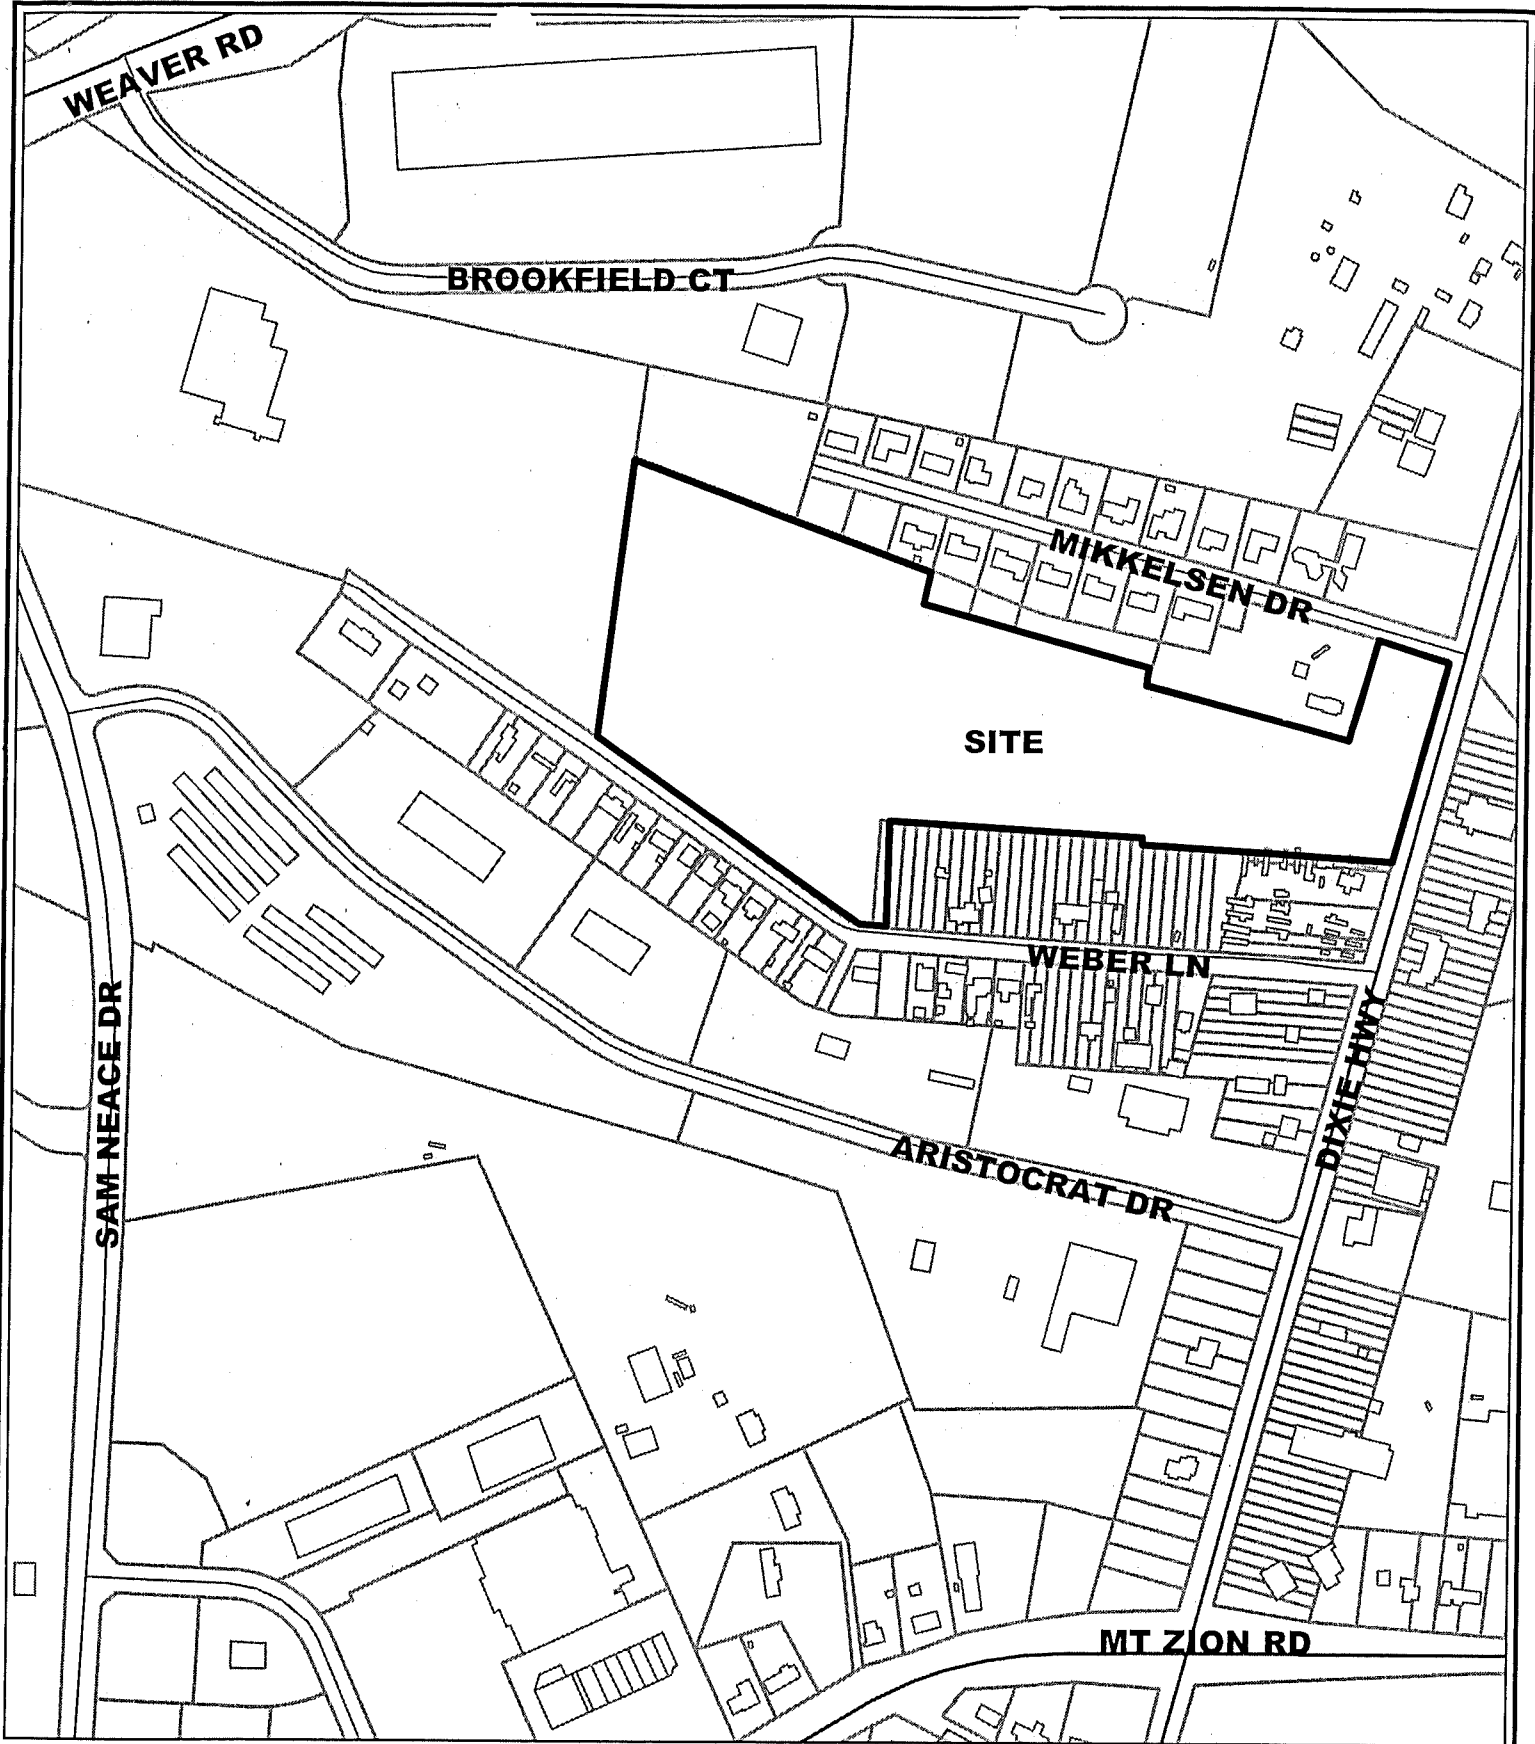 WEAVER RD
BROOKFIELD CT
MIKKELSEN DR
SITE
WEBER LN
DIXIE HWY
SAM NEACE DR
ARISTOCRAT DR
MT ZION RD